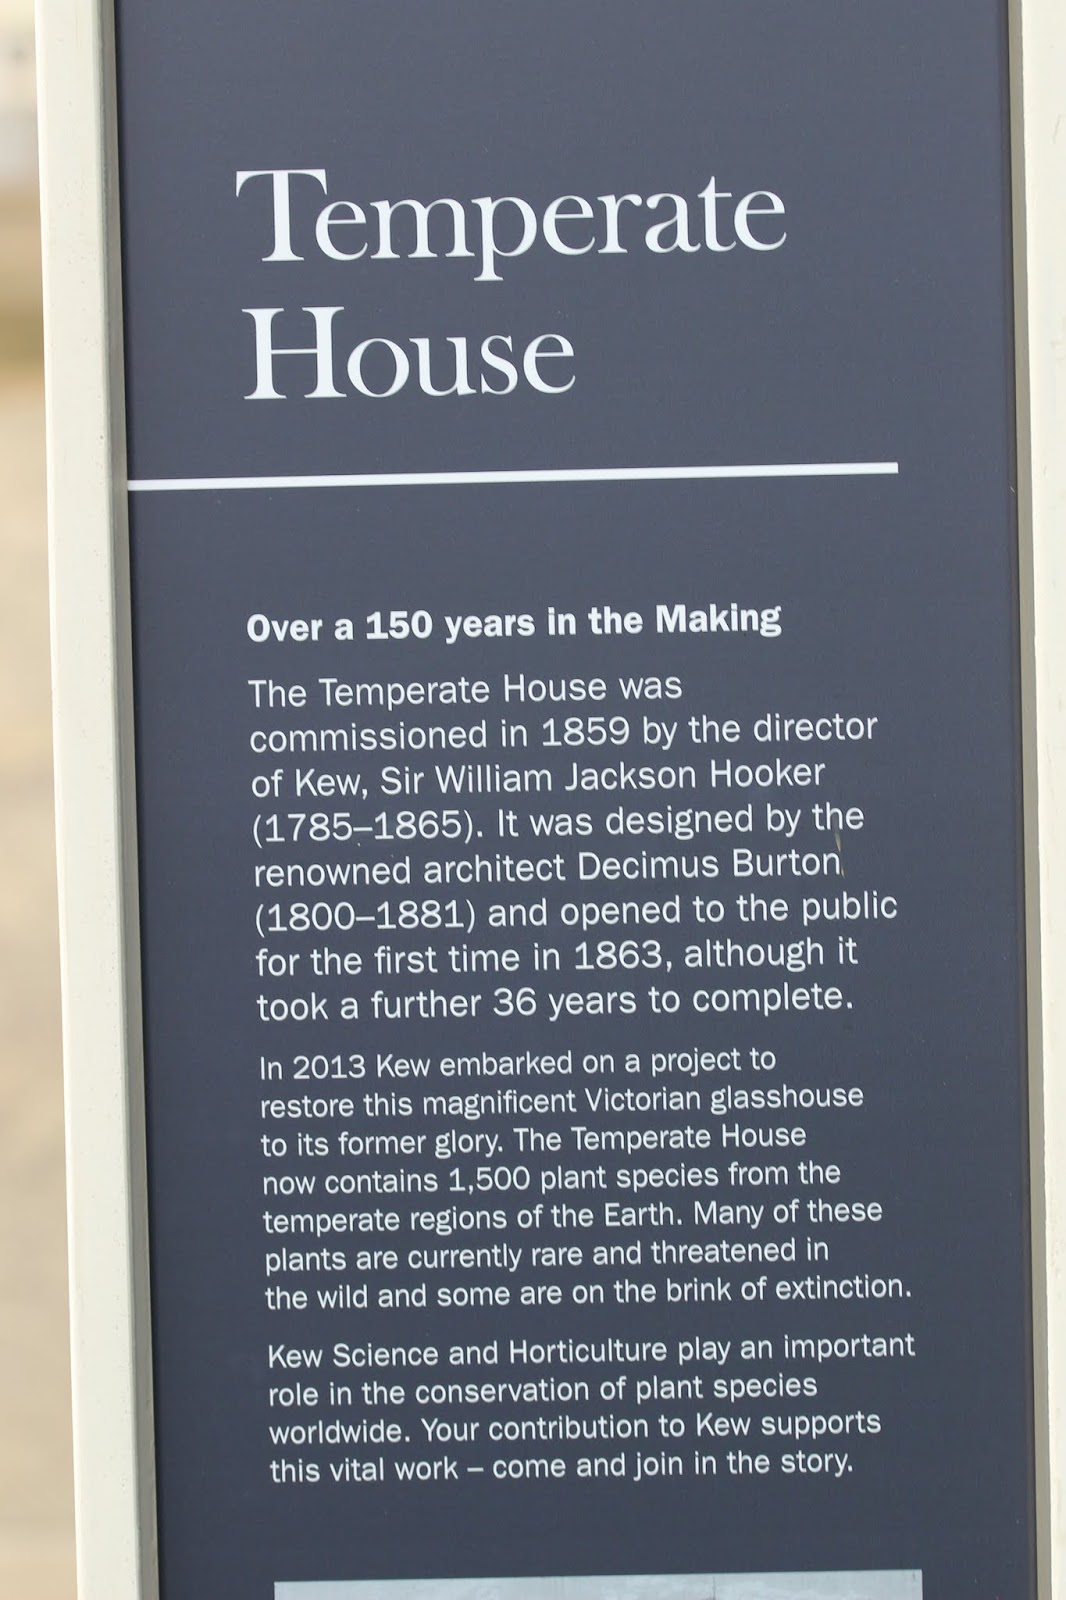 Temperate
House
Over a 150 years in the Making
The Temperate House was
commissioned in 1859 by the director
of Kew, Sir William Jackson Hooker
(1785–1865). It was designed by the
renowned architect Decimus Burton
(1800–1881) and opened to the public
for the first time in 1863, although it
took a further 36 years to complete.
In 2013 Kew embarked on a project to
restore this magnificent Victorian glasshouse
to its former glory. The Temperate House
now contains 1,500 plant species from the
temperate regions of the Earth. Many of these
plants are currently rare and threatened in
the wild and some are on the brink of extinction.
Kew Science and Horticulture play an important
role in the conservation of plant species
worldwide. Your contribution to Kew supports
this vital work – come and join in the story.